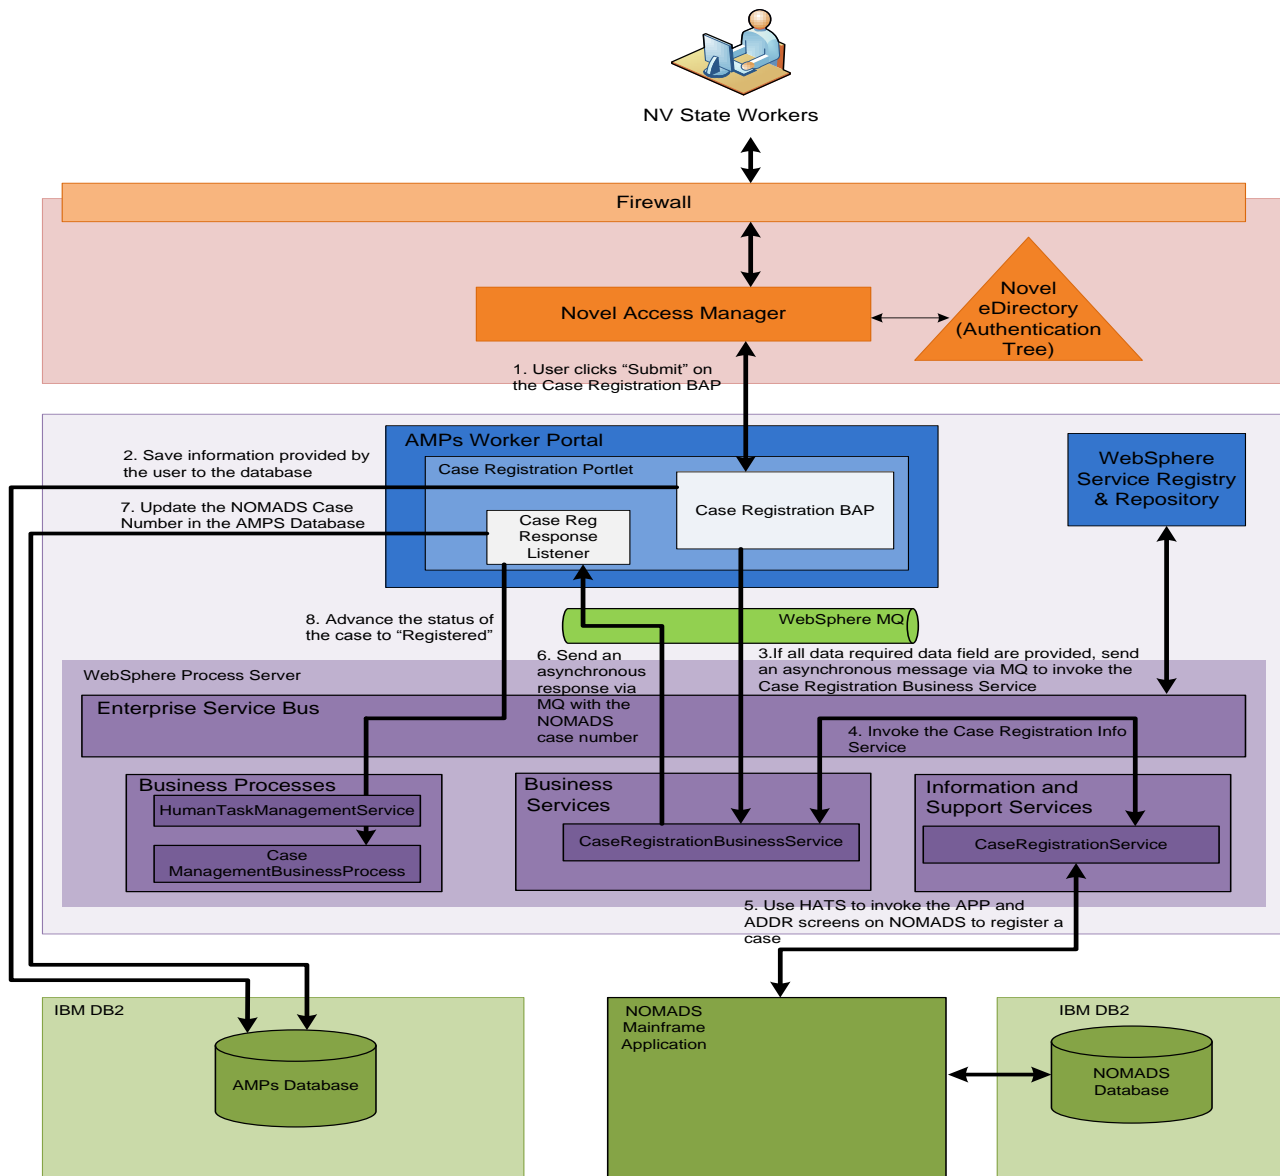 NV State Workers
Firewall
Novel Access Manager
Novel
eDirectory
(Authentication
Tree)
1. User clicks “Submit” on
the Case Registration BAP
AMPs Worker Portal
Case Registration Portlet
Case Registration BAP
Case Reg
Response
Listener
WebSphere
Service Registry
& Repository
2. Save information provided by
the user to the database
7. Update the NOMADS Case
Number in the AMPS Database
8. Advance the status of
the case to “Registered”
WebSphere MQ
6. Send an
asynchronous
response via
MQ with the
NOMADS
case number
3.If all data required data field are provided, send
an asynchronous message via MQ to invoke the
Case Registration Business Service
WebSphere Process Server
Enterprise Service Bus
4. Invoke the Case Registration Info
Service
Business Processes
HumanTaskManagementService
Case
ManagementBusinessProcess
Business
Services
CaseRegistrationBusinessService
Information and
Support Services
CaseRegistrationService
5. Use HATS to invoke the APP and
ADDR screens on NOMADS to register a
case
IBM DB2
AMPs Database
NOMADS
Mainframe
Application
IBM DB2
NOMADS
Database